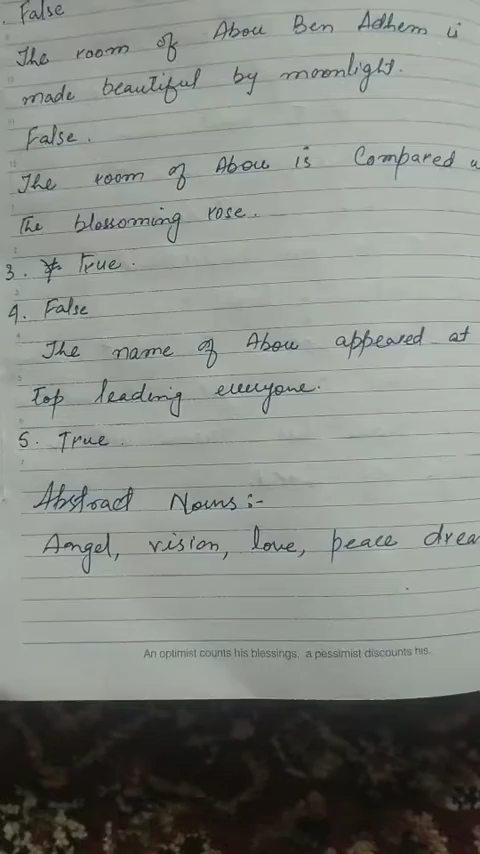 . False
The room of Abou Ben Adhem is
made beautiful by moonlight.
False.
The room of Abou is Compared
The blossoming rose.
3. True.
4. False
The name of Abou appeared at
top leading everyone.
5. True.
Abstract Nouns :-
Angel, vision, love, peace drea
An optimist counts his blessings, a pessimist discounts his.